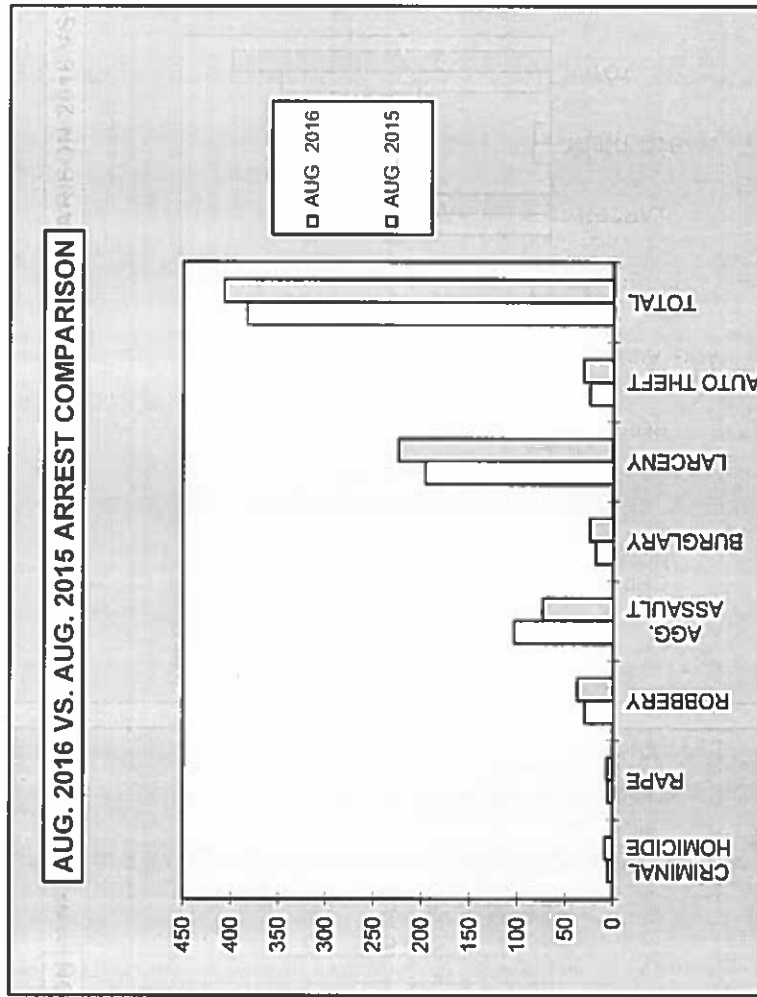 AUG. 2016 VS. AUG. 2015 ARREST COMPARISON
450
400
350
300
250
200
150
100
50
0
CRIMINAL
HOMICIDE
RAPE
ROBBERY
AGG.
ASSAULT
BURGLARY
LARCENY
AUTO THEFT
TOTAL
AUG 2016
AUG 2015